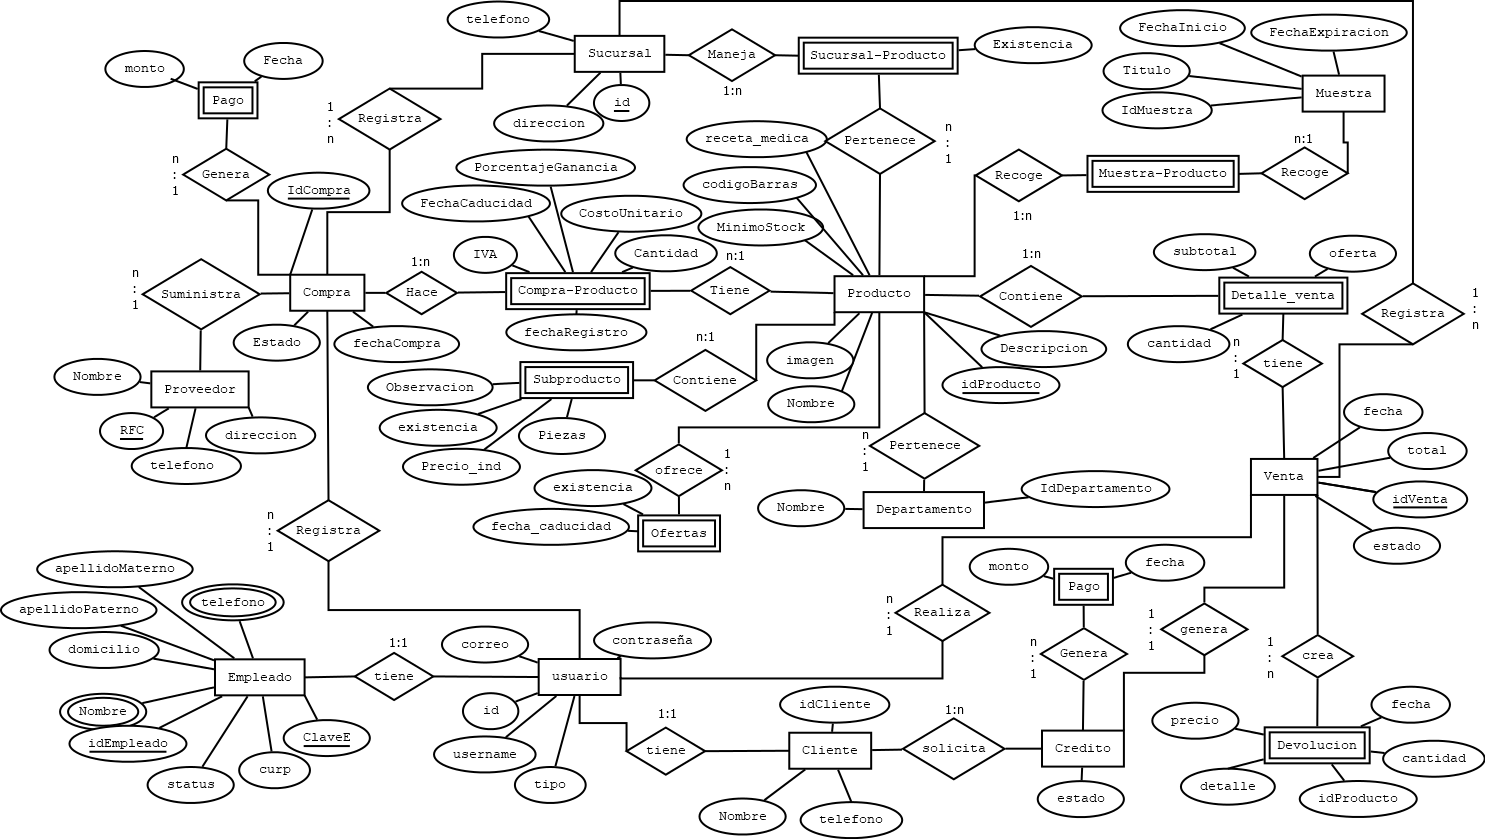 telefono
Sucursal
Maneja
1:n
Sucursal-Producto
Existencia
FechaInicio
FechaExpiracion
Titulo
Muestra
IdMuestra
monto
Fecha
Pago
id
direccion
1
:
n
Registra
n
:
1
Genera
IdCompra
receta_medica
Pertenece
n
:
1
PorcentajeGanancia
codigoBarras
Recoge
1:n
Muestra-Producto
n:1
Recoge
FechaCaducidad
CostoUnitario
MinimoStock
IVA
Cantidad
n:1
1:n
subtotal
oferta
n
:
1
Suministra
Compra
1:n
Hace
Compra-Producto
Tiene
Producto
Contiene
Detalle_venta
Registra
1
:
n
Estado
fechaCompra
fechaRegistro
n:1
imagen
Descripcion
cantidad
n
:
1
tiene
Nombre
Proveedor
Observacion
Subproducto
Contiene
idProducto
Nombre
RFC
direccion
telefono
existencia
Piezas
Precio_ind
ofrece
1
:
n
n
:
1
Pertenece
fecha
total
Venta
idVenta
estado
existencia
fecha_caducidad
Ofertas
Nombre
Departamento
IdDepartamento
n
:
1
Registra
monto
Pago
fecha
apellidoMaterno
telefono
apellidoPaterno
domicilio
Empleado
1:1
tiene
correo
contraseña
usuario
n
:
1
Realiza
n
:
1
Genera
1
:
1
genera
1
:
n
crea
Nombre
idEmpleado
ClaveE
status
curp
id
username
tipo
1:1
tiene
idCliente
Cliente
Nombre
telefono
1:n
solicita
Credito
estado
precio
fecha
Devolucion
cantidad
detalle
idProducto